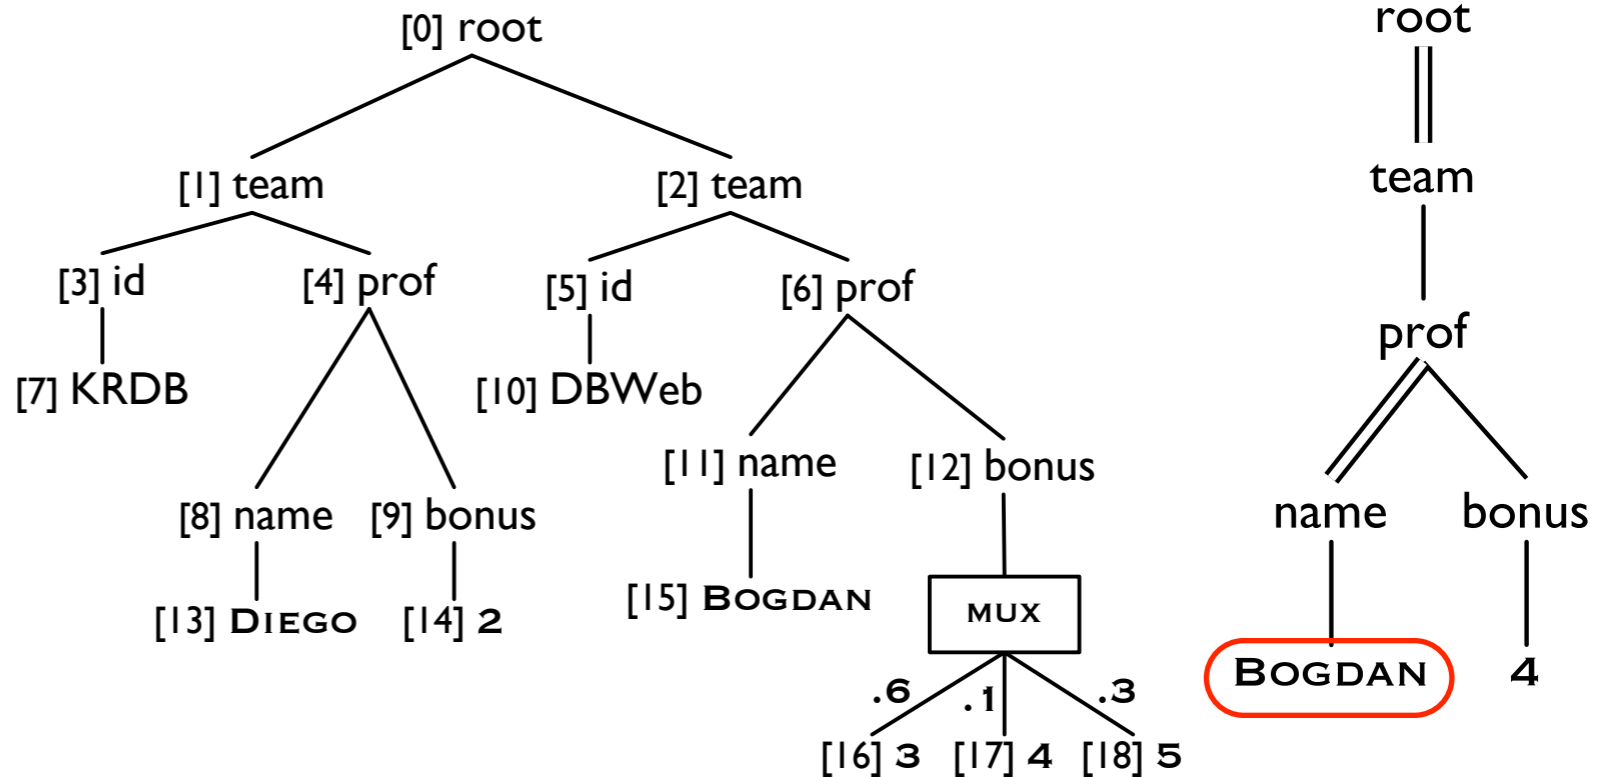 [0] root
root
[1] team
[2] team
team
[3] id
[4] prof
[5] id
[6] prof
prof
[7] KRDB
[10] DBWeb
[11] name
[12] bonus
[8] name
[9] bonus
name
bonus
[13] DIEGO
[14] 2
[15] BOGDAN
MUX
BOGDAN
4
.6
.1
.3
[16] 3
[17] 4
[18] 5